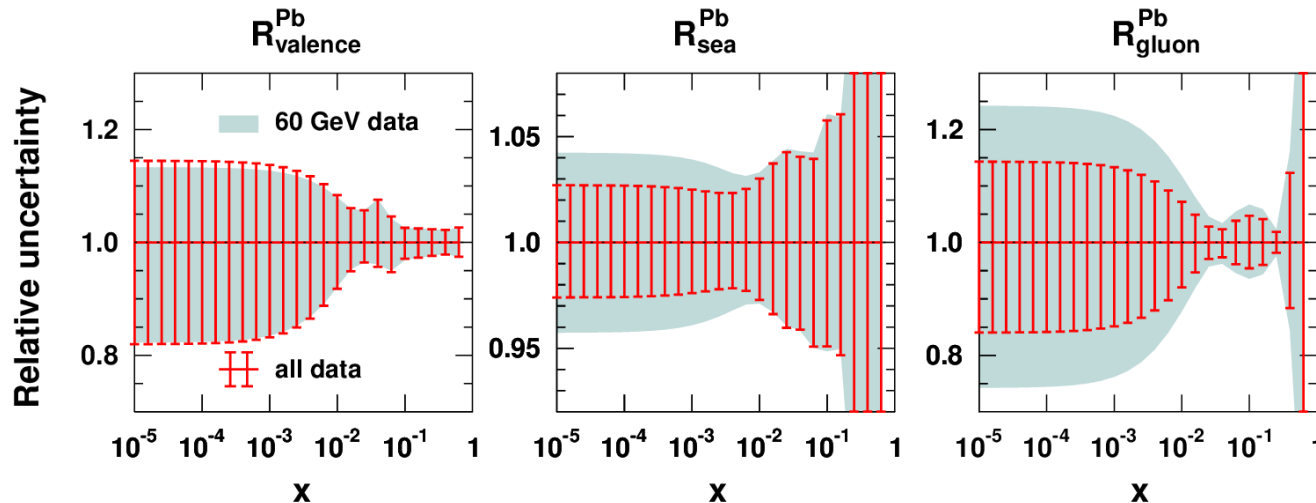 R^Pb_valence
R^Pb_sea
R^Pb_gluon
Relative uncertainty
1.2
1.0
0.8
60 GeV data
all data
10^-5 10^-4 10^-3 10^-2 10^-1 1
x
1.05
1.0
0.95
10^-5 10^-4 10^-3 10^-2 10^-1 1
x
1.2
1.0
0.8
10^-5 10^-4 10^-3 10^-2 10^-1 1
x